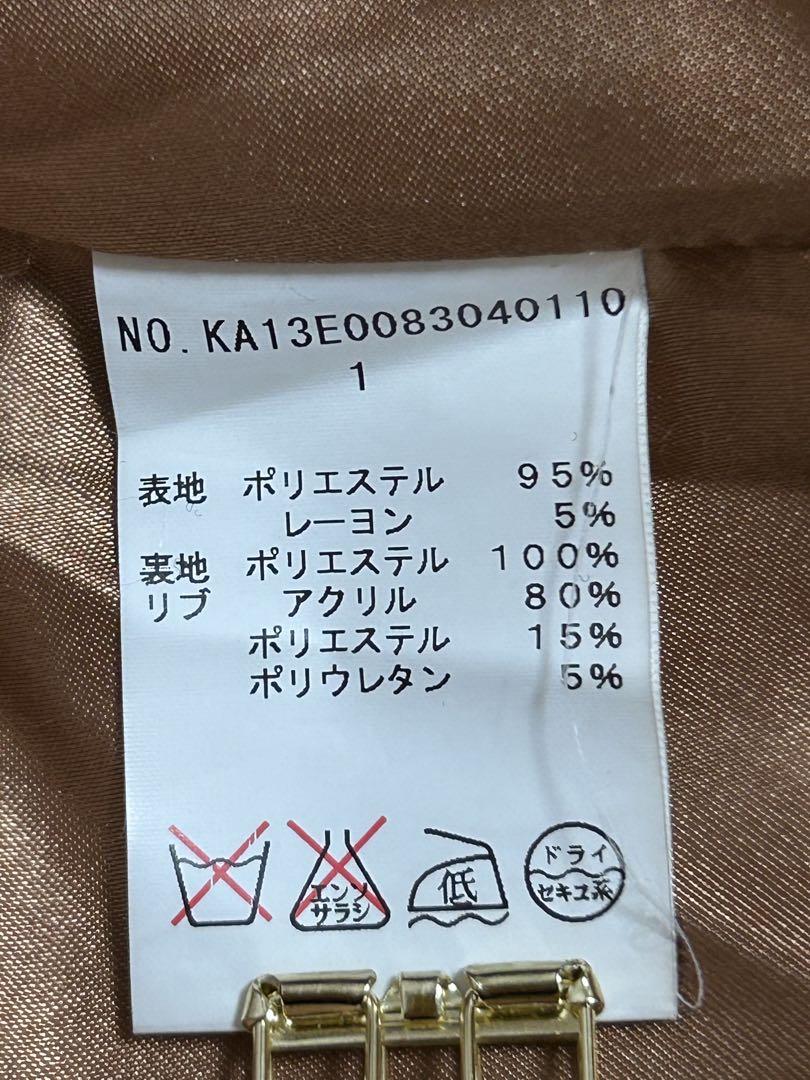 NO.KA13E0083040110
1
表地 ポリエステル 95%
レーヨン 5%
裏地 ポリエステル 100%
リブ アクリル 80%
ポリエステル 15%
ポリウレタン 5%
エンソ
サラシ
低
ドライ
セキユ系